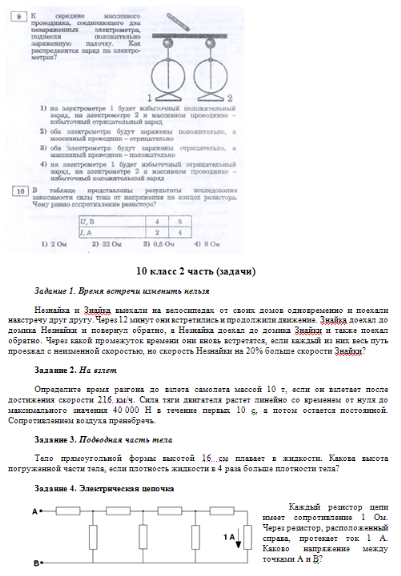 9 К середине массивного
проводника, соединяющего два
незаряженных электрометра,
поднесли положительно
заряженную палочку. Как
распределится заряд на электро-
метрах?
1 2
1) на электрометре 1 будет избыточный положительный
заряд, на электрометре 2 и массивном проводнике –
избыточный отрицательный заряд
2) оба электрометра будут заряжены положительно, а
массивный проводник – отрицательно
3) оба электрометра будут заряжены отрицательно, а
массивный проводник – положительно
4) на электрометре 1 будет избыточный отрицательный
заряд, на электрометре 2 и массивном проводнике –
избыточный положительный заряд
10 В таблице представлены результаты исследования
зависимости силы тока от напряжения на концах резистора.
Чему равно сопротивление резистора?
U, В 4 8
I, А 2 4
1) 2 Ом 2) 32 Ом 3) 0,5 Ом 4) 8 Ом
10 класс 2 часть (задачи)
Задание 1. Время встречи изменить нельзя
Незнайка и Знайка выехали на велосипедах от своих домов одновременно и поехали
навстречу друг другу. Через 12 минут они встретились и продолжили движение. Знайка доехал до
домика Незнайки и повернул обратно, а Незнайка доехал до домика Знайки и также поехал
обратно. Через какой промежуток времени они вновь встретятся, если каждый из них весь путь
проезжал с неизменной скоростью, но скорость Незнайки на 20% больше скорости Знайки?
Задание 2. На взлет
Определите время разгона до взлета самолета массой 10 т, если он взлетает после
достижения скорости 216 км/ч. Сила тяги двигателя растет линейно со временем от нуля до
максимального значения 40 000 Н в течение первых 10 с, а потом остается постоянной.
Сопротивлением воздуха пренебречь.
Задание 3. Подводная часть тела
Тело прямоугольной формы высотой 16 см плавает в жидкости. Какова высота
погруженной части тела, если плотность жидкости в 4 раза больше плотности тела?
Задание 4. Электрическая цепочка
A
B
1 A
Каждый резистор цепи
имеет сопротивление 1 Ом.
Через резистор, расположенный
справа, протекает ток 1 А.
Каково напряжение между
точками А и В?